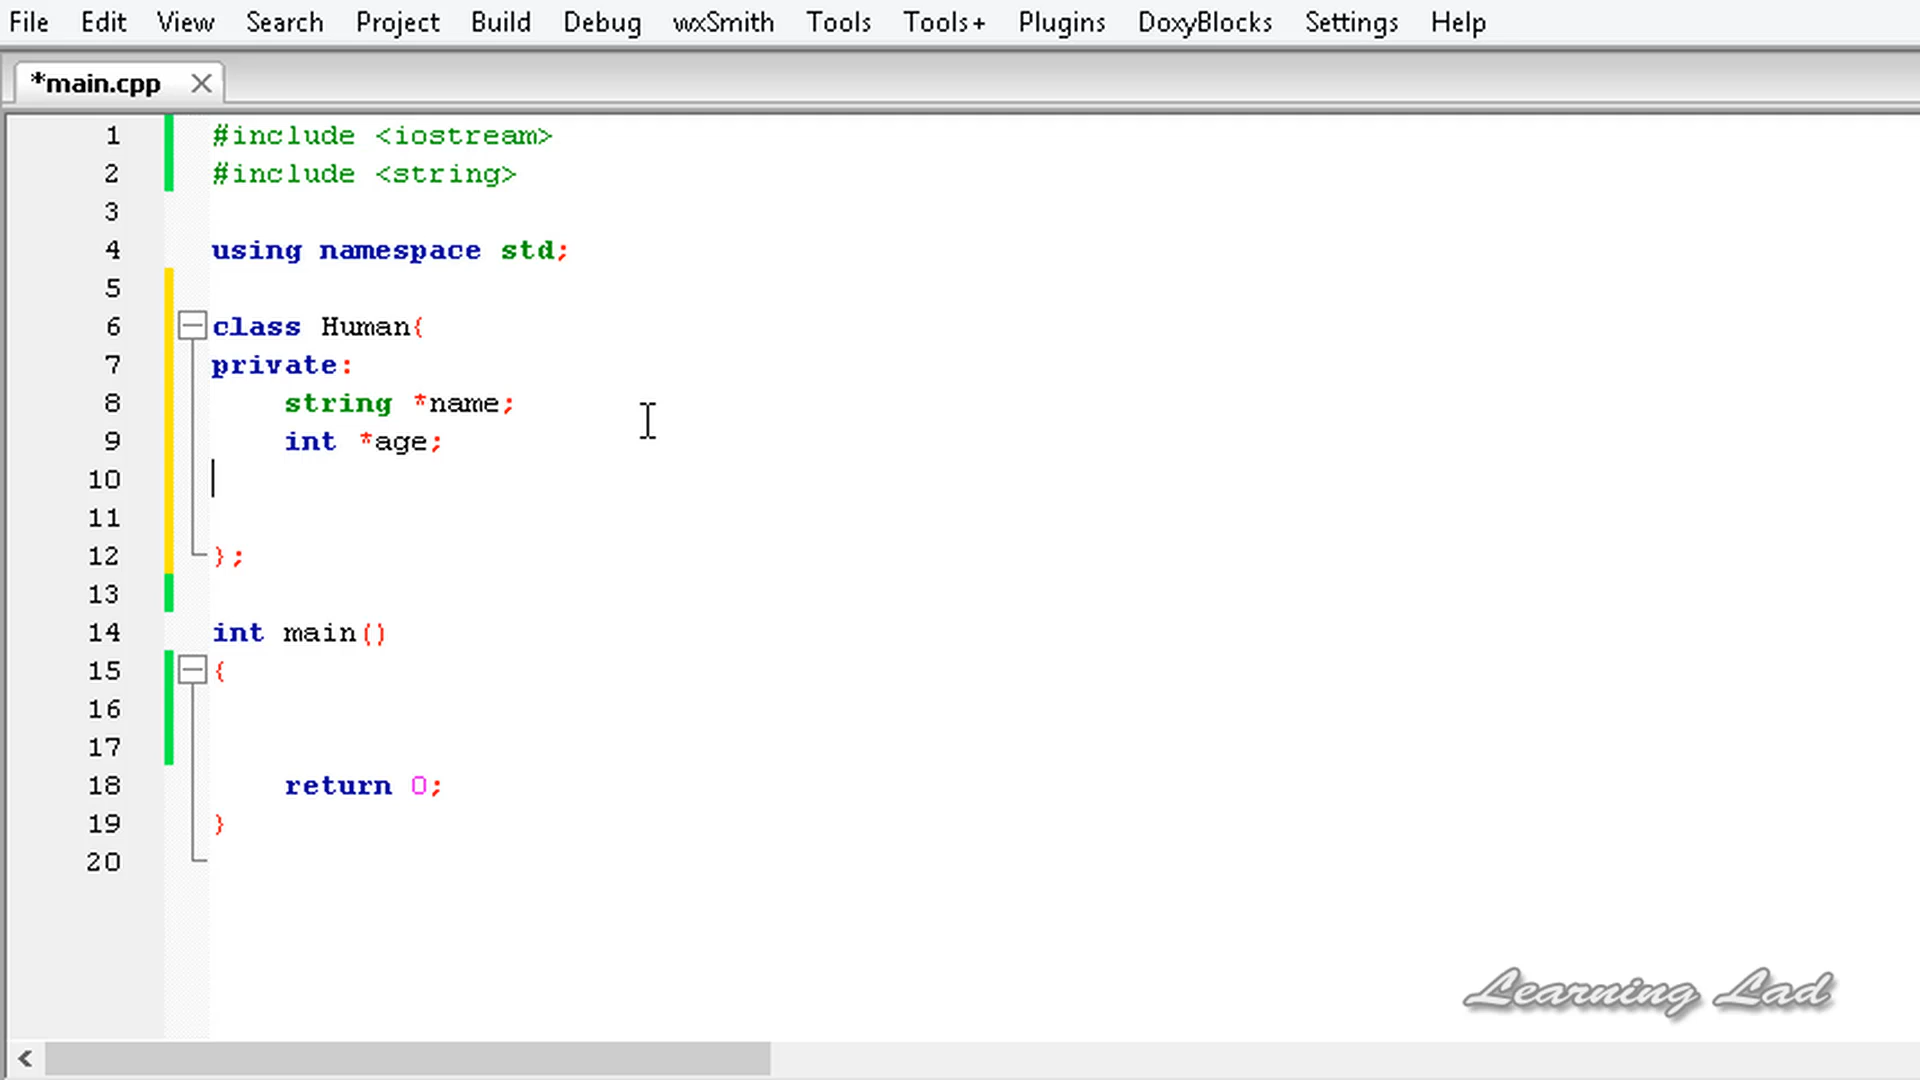 File Edit View Search Project Build Debug wxSmith Tools Tools+ Plugins DoxyBlocks Settings Help
*main.cpp
1 #include <iostream>
2 #include <string>
3
4 using namespace std;
5
6 class Human{
7 private:
8 string *name;
9 int *age;
10
11
12 };
13
14 int main()
15 {
16
17
18 return 0;
19 }
20
Learning Lad